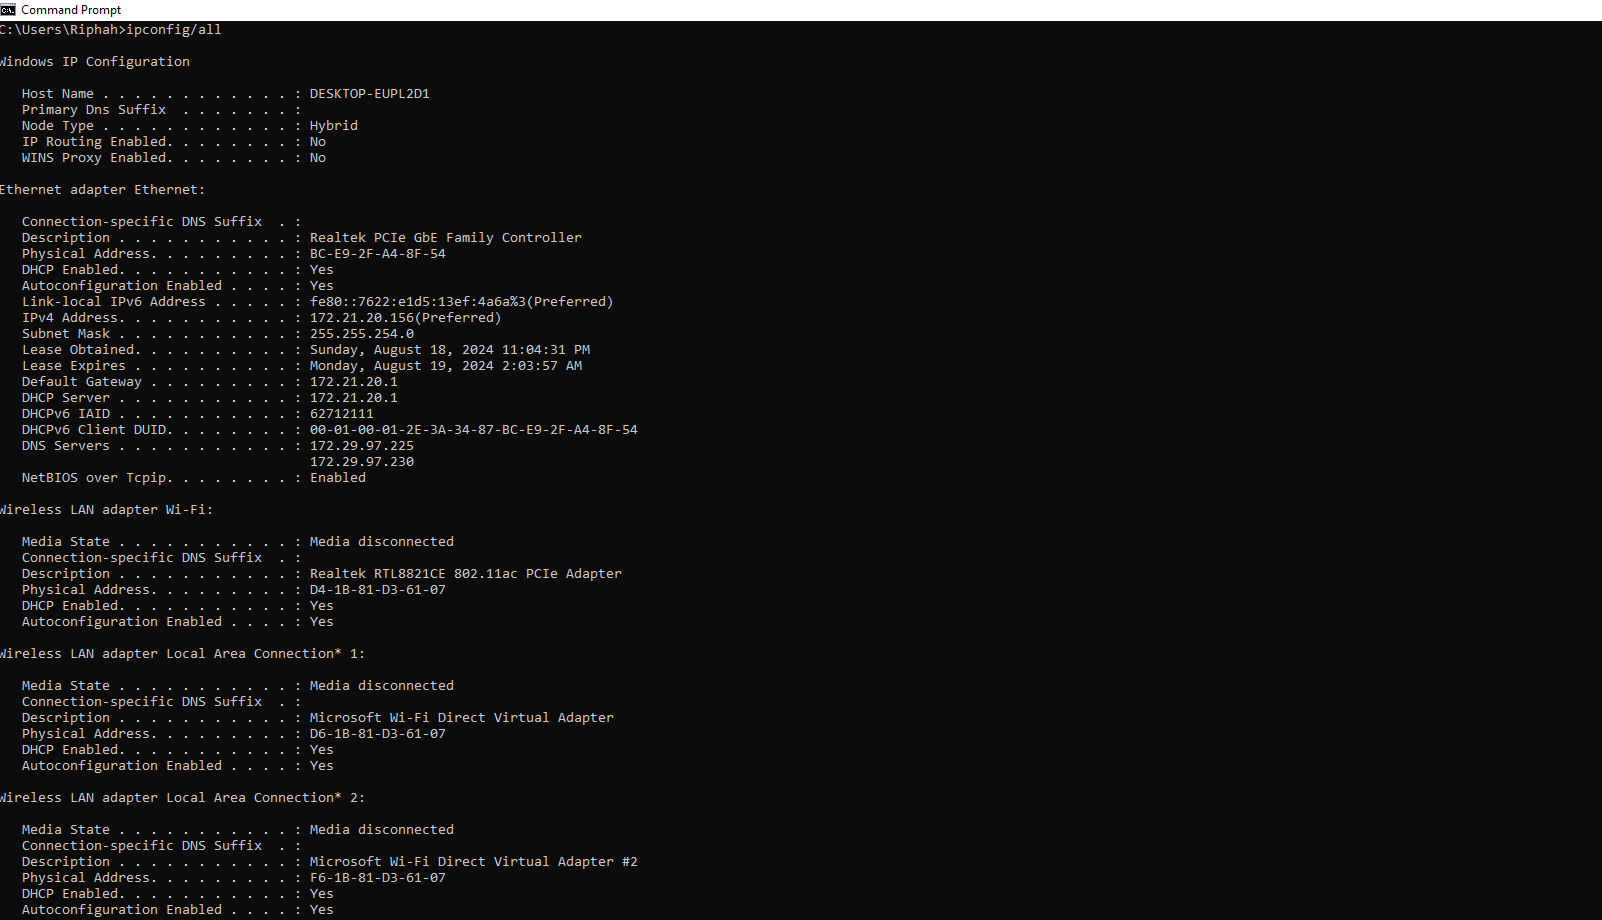 Command Prompt
C:\Users\Riphah>ipconfig/all
Windows IP Configuration
Host Name . . . . . . . . . . . . : DESKTOP-EUPL2D1
Primary Dns Suffix  . . . . . . . :
Node Type . . . . . . . . . . . . : Hybrid
IP Routing Enabled. . . . . . . . : No
WINS Proxy Enabled. . . . . . . . : No
Ethernet adapter Ethernet:
Connection-specific DNS Suffix  . :
Description . . . . . . . . . . . : Realtek PCIe GbE Family Controller
Physical Address. . . . . . . . . : BC-E9-2F-A4-8F-54
DHCP Enabled. . . . . . . . . . . : Yes
Autoconfiguration Enabled . . . . : Yes
Link-local IPv6 Address . . . . . : fe80::7622:e1d5:13ef:4a6a%3(Preferred)
IPv4 Address. . . . . . . . . . . : 172.21.20.156(Preferred)
Subnet Mask . . . . . . . . . . . : 255.255.254.0
Lease Obtained. . . . . . . . . . : Sunday, August 18, 2024 11:04:31 PM
Lease Expires . . . . . . . . . . : Monday, August 19, 2024 2:03:57 AM
Default Gateway . . . . . . . . . : 172.21.20.1
DHCP Server . . . . . . . . . . . : 172.21.20.1
DHCPv6 IAID . . . . . . . . . . . : 62712111
DHCPv6 Client DUID. . . . . . . . : 00-01-00-01-2E-3A-34-87-BC-E9-2F-A4-8F-54
DNS Servers . . . . . . . . . . . : 172.29.97.225
172.29.97.230
NetBIOS over Tcpip. . . . . . . . : Enabled
Wireless LAN adapter Wi-Fi:
Media State . . . . . . . . . . . : Media disconnected
Connection-specific DNS Suffix  . :
Description . . . . . . . . . . . : Realtek RTL8821CE 802.11ac PCIe Adapter
Physical Address. . . . . . . . . : D4-1B-81-D3-61-07
DHCP Enabled. . . . . . . . . . . : Yes
Autoconfiguration Enabled . . . . : Yes
Wireless LAN adapter Local Area Connection* 1:
Media State . . . . . . . . . . . : Media disconnected
Connection-specific DNS Suffix  . :
Description . . . . . . . . . . . : Microsoft Wi-Fi Direct Virtual Adapter
Physical Address. . . . . . . . . : D6-1B-81-D3-61-07
DHCP Enabled. . . . . . . . . . . : Yes
Autoconfiguration Enabled . . . . : Yes
Wireless LAN adapter Local Area Connection* 2:
Media State . . . . . . . . . . . : Media disconnected
Connection-specific DNS Suffix  . :
Description . . . . . . . . . . . : Microsoft Wi-Fi Direct Virtual Adapter #2
Physical Address. . . . . . . . . : F6-1B-81-D3-61-07
DHCP Enabled. . . . . . . . . . . : Yes
Autoconfiguration Enabled . . . . : Yes